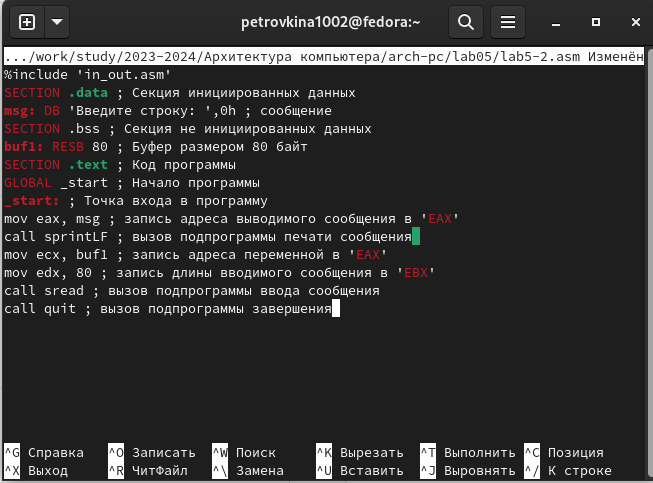 petrovkina1002@fedora:~
.../work/study/2023-2024/Архитектура компьютера/arch-pc/lab05/lab5-2.asm Изменён
%include 'in_out.asm'
SECTION .data ; Секция инициированных данных
msg: DB 'Введите строку: ',0h ; сообщение
SECTION .bss ; Секция не инициированных данных
buf1: RESB 80 ; Буфер размером 80 байт
SECTION .text ; Код программы
GLOBAL _start ; Начало программы
_start: ; Точка входа в программу
mov eax, msg ; запись адреса выводимого сообщения в 'EAX'
call sprintLF ; вызов подпрограммы печати сообщения
mov ecx, buf1 ; запись адреса переменной в 'EAX'
mov edx, 80 ; запись длины вводимого сообщения в 'EBX'
call sread ; вызов подпрограммы ввода сообщения
call quit ; вызов подпрограммы завершения
^G Справка ^O Записать ^W Поиск ^K Вырезать ^T Выполнить ^C Позиция
^X Выход ^R ЧитФайл ^\ Замена ^U Вставить ^J Выровнять ^/ К строке